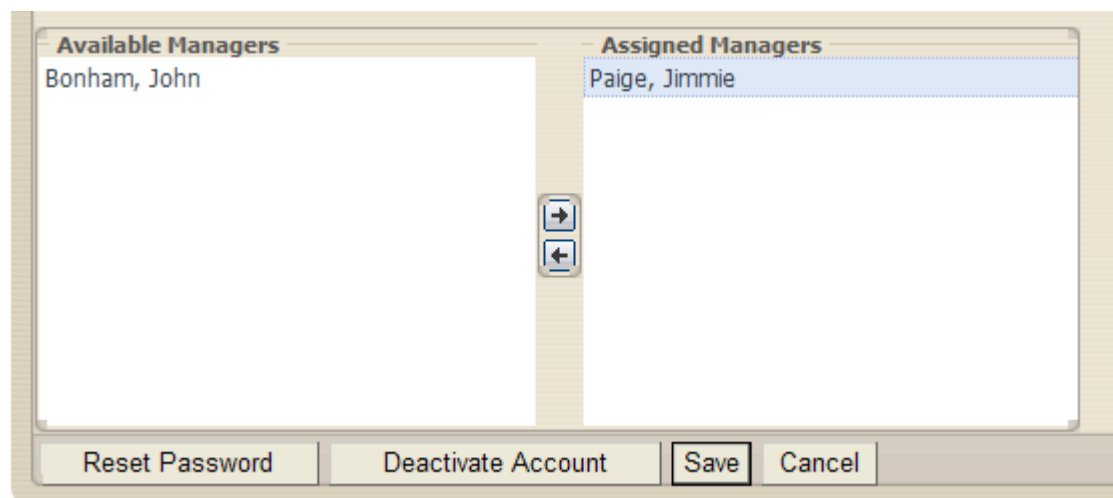 Available Managers
Assigned Managers
Bonham, John
Paige, Jimmie
Reset Password
Deactivate Account
Save
Cancel